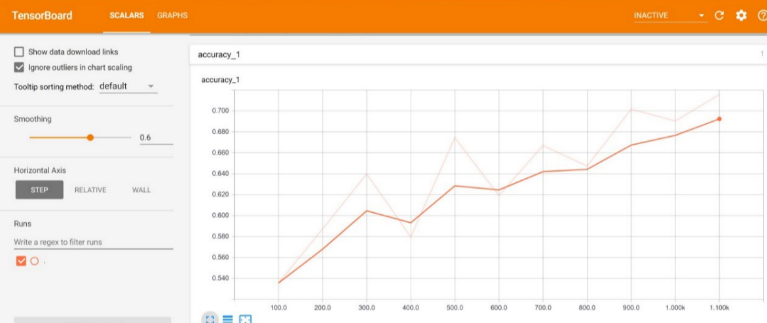 TensorBoard SCALARS GRAPHS INACTIVE
Show data download links
Ignore outliers in chart scaling
Tooltip sorting method: default
Smoothing
0.6
Horizontal Axis
STEP RELATIVE WALL
Runs
Write a regex to filter runs
.
accuracy_1 1
accuracy_1
0.700
0.680
0.660
0.640
0.620
0.600
0.580
0.560
0.540
100.0 200.0 300.0 400.0 500.0 600.0 700.0 800.0 900.0 1.000k 1.100k